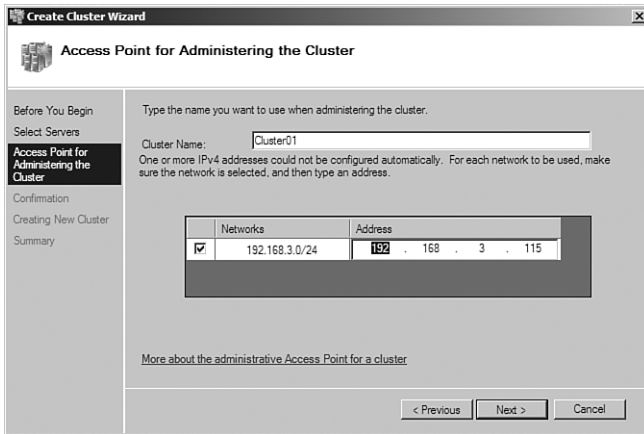 Create Cluster Wizard
Access Point for Administering the Cluster
Before You Begin
Select Servers
Access Point for
Administering the
Cluster
Confirmation
Creating New Cluster
Summary
Type the name you want to use when administering the cluster.
Cluster Name: Cluster01
One or more IPv4 addresses could not be configured automatically. For each network to be used, make
sure the network is selected, and then type an address.
Networks Address
192.168.3.0/24 192 . 168 . 3 . 115
More about the administrative Access Point for a cluster
< Previous Next > Cancel